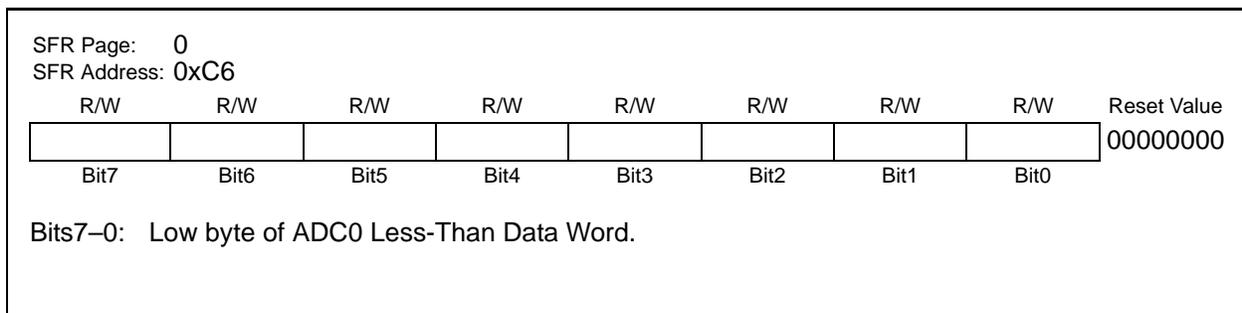 SFR Page: 0
SFR Address: 0xC6
R/W R/W R/W R/W R/W R/W R/W R/W Reset Value
00000000
Bit7 Bit6 Bit5 Bit4 Bit3 Bit2 Bit1 Bit0
Bits7–0: Low byte of ADC0 Less-Than Data Word.